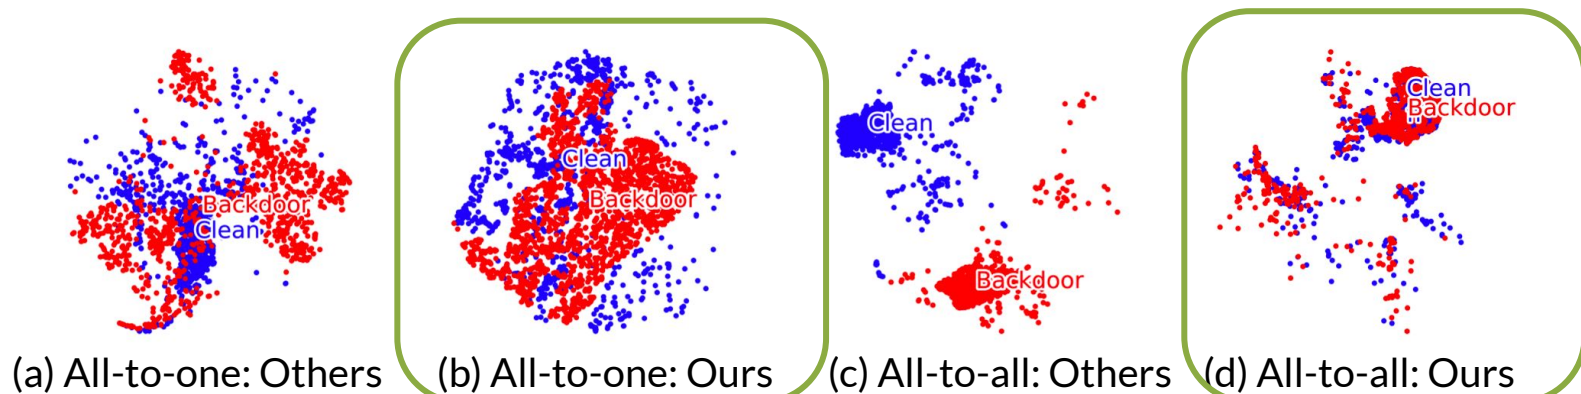 Backdoor
Clean
(a) All-to-one: Others
Clean
Backdoor
(b) All-to-one: Ours
Clean
Backdoor
(c) All-to-all: Others
Clean
Backdoor
(d) All-to-all: Ours